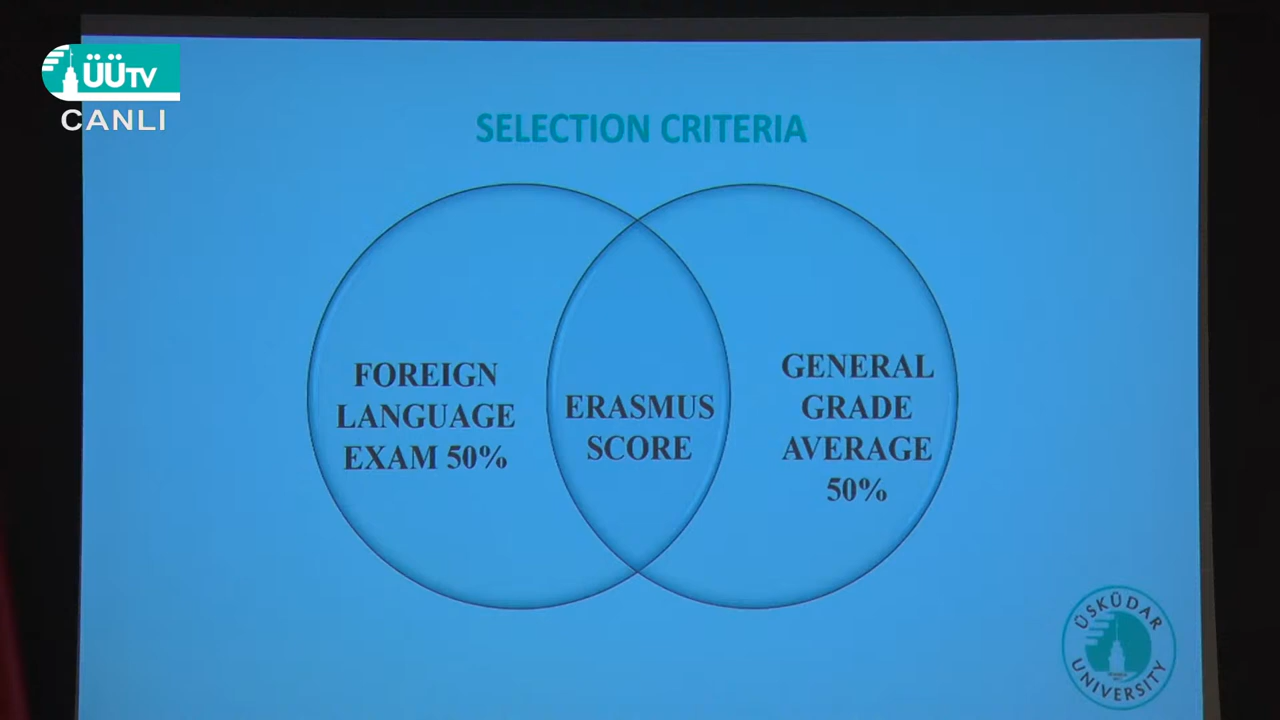 ÜÜTV
CANLI
SELECTION CRITERIA
FOREIGN
LANGUAGE
EXAM 50%
ERASMUS
SCORE
GENERAL
GRADE
AVERAGE
50%
ÜSKÜDAR
UNIVERSITY